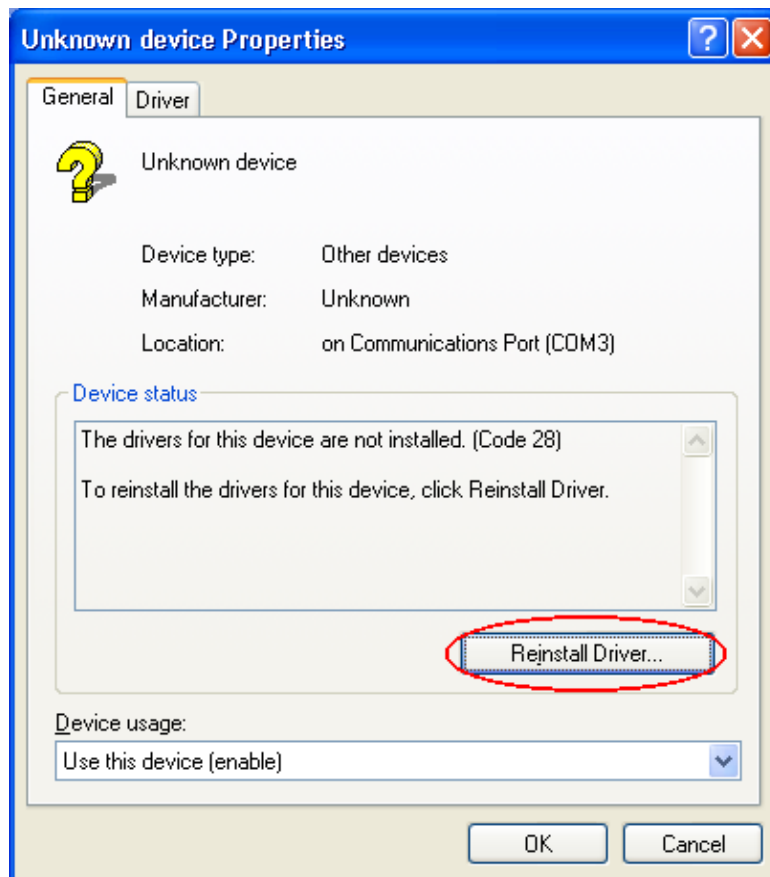 Unknown device Properties
General Driver
Unknown device
Device type: Other devices
Manufacturer: Unknown
Location: on Communications Port (COM3)
Device status
The drivers for this device are not installed. (Code 28)
To reinstall the drivers for this device, click Reinstall Driver.
Reinstall Driver...
Device usage:
Use this device (enable)
OK Cancel